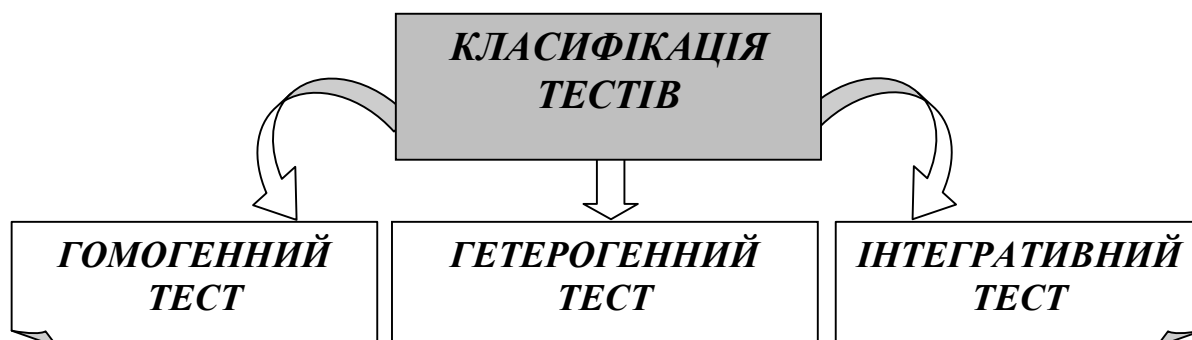 КЛАСИФІКАЦІЯ
ТЕСТІВ
ГОМОГЕННИЙ
ТЕСТ
ГЕТЕРОГЕННИЙ
ТЕСТ
ІНТЕГРАТИВНИЙ
ТЕСТ